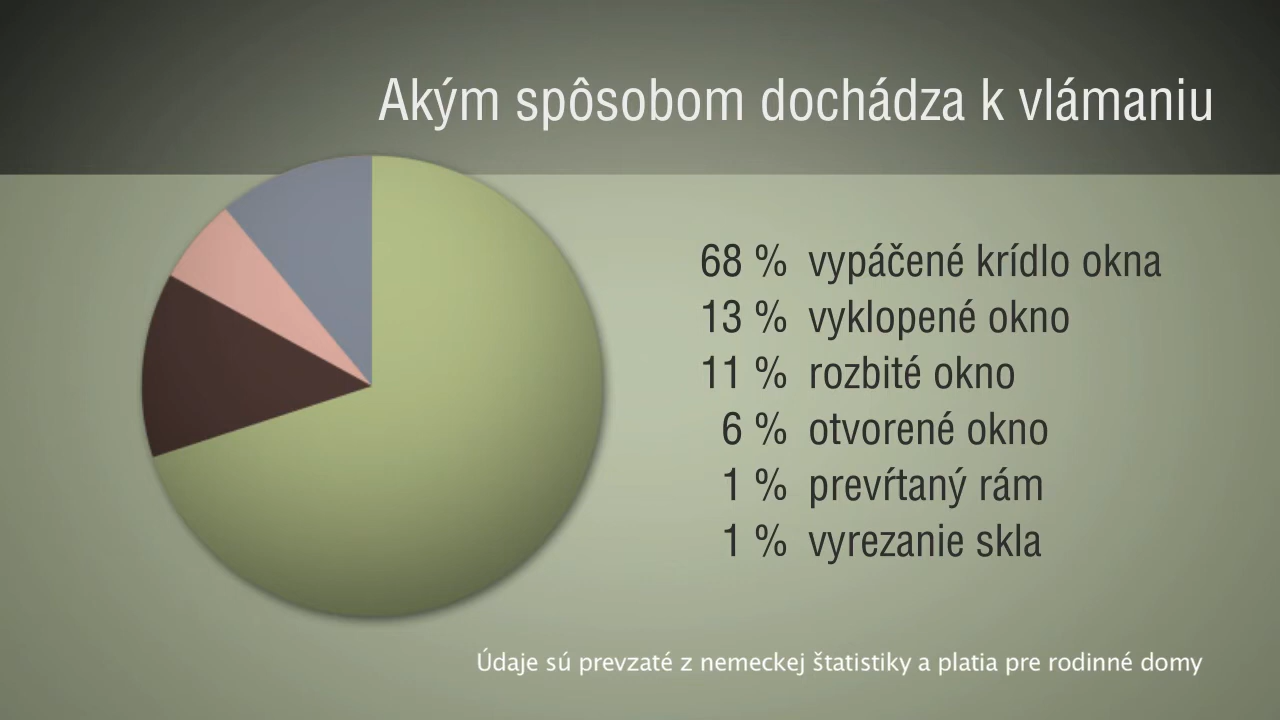 Akým spôsobom dochádza k vlámaniu
68 % vypáčené krídlo okna
13 % vyklopené okno
11 % rozbité okno
6 % otvorené okno
1 % prevŕtaný rám
1 % vyrezanie skla
Údaje sú prevzaté z nemeckej štatistiky a platia pre rodinné domy